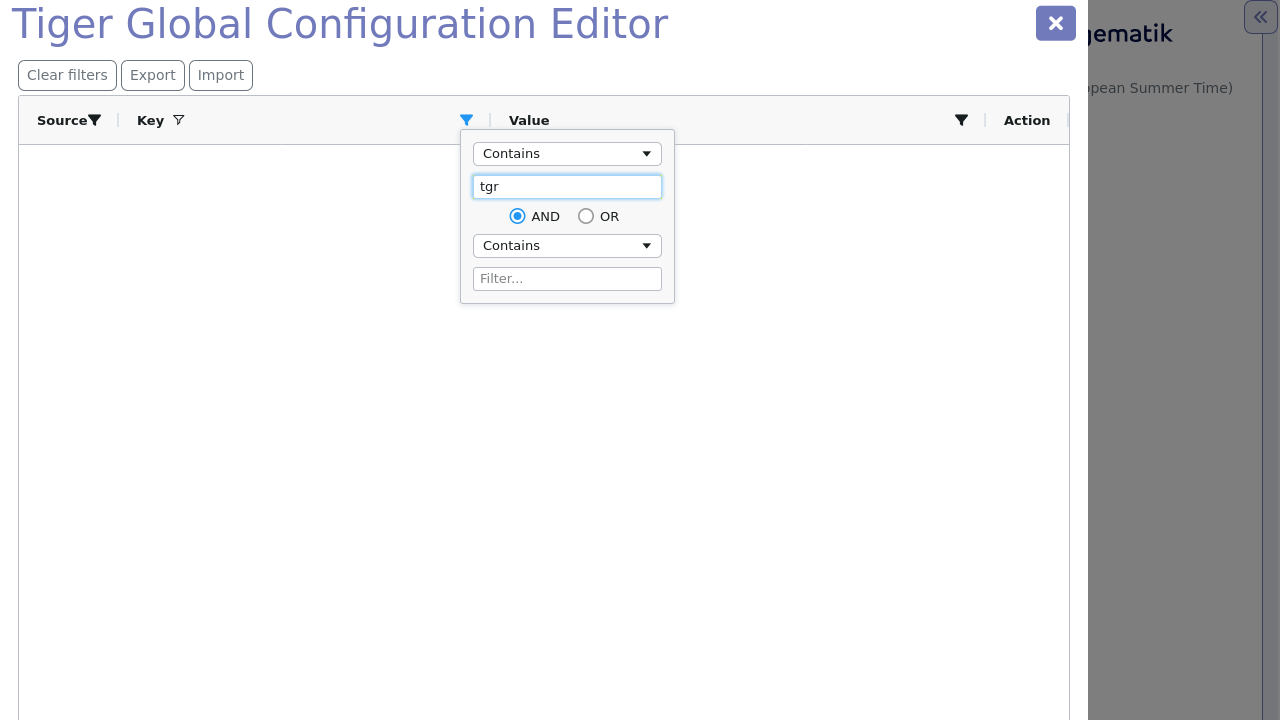 Tiger Global Configuration Editor
gematik
Clear filters
Export
Import
opean Summer Time)
Source
Key
Value
Action
Contains
tgr
AND
OR
Contains
Filter...